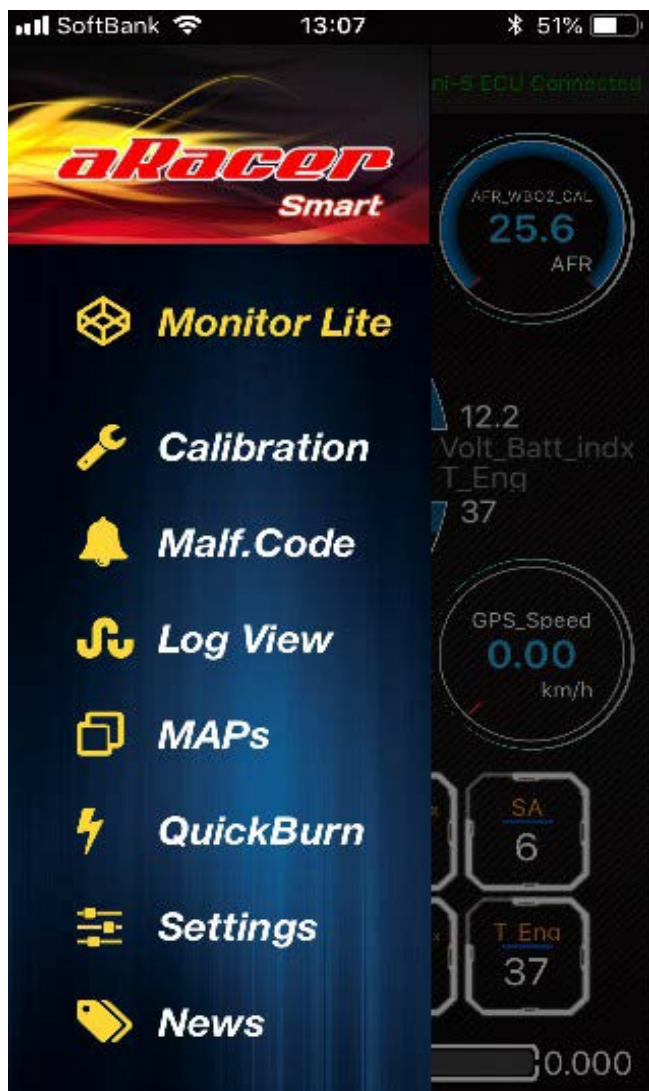 SoftBank 13:07 51%
ni-5 ECU Connected
aRacer
Smart
AFR_WBO2_CAL
25.6
AFR
Monitor Lite
12.2
Calibration
Volt_Batt_indx
T_Eng
37
Malf.Code
GPS_Speed
Log View
0.00
km/h
MAPs
SA
QuickBurn
6
Settings
T_Eng
37
News
0.000